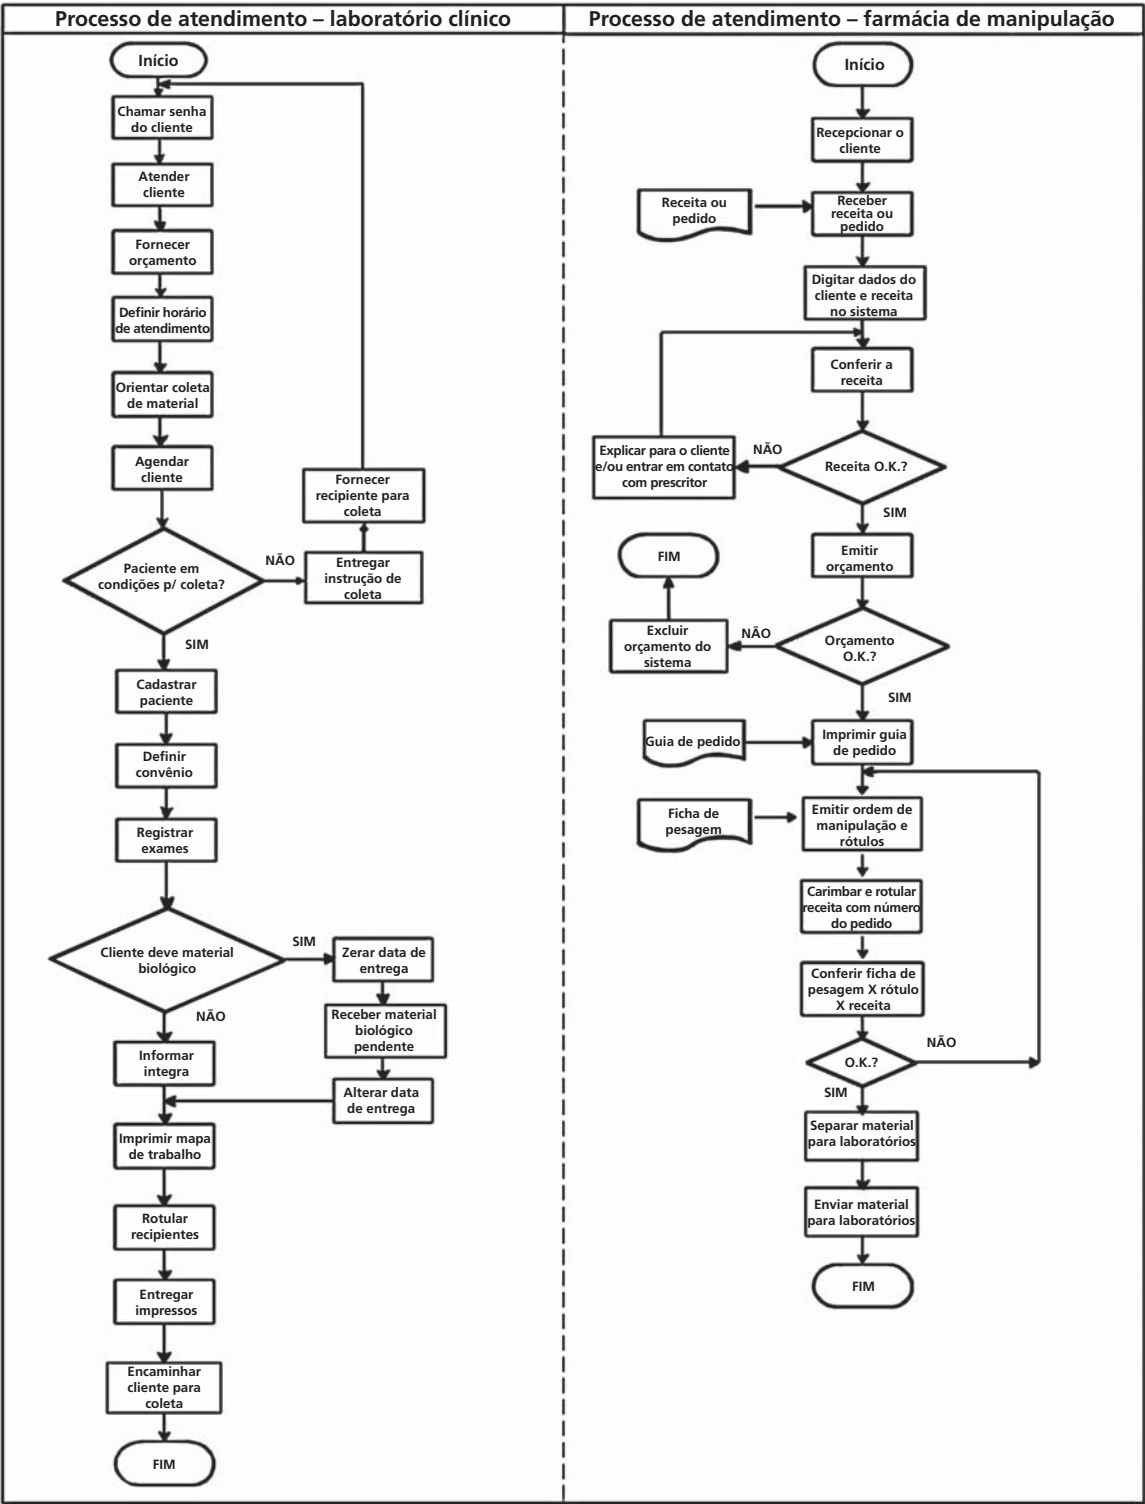 Processo de atendimento – laboratório clínico
Início
Chamar senha
do cliente
Atender
cliente
Fornecer
orçamento
Definir horário
de atendimento
Orientar coleta
de material
Agendar
cliente
Paciente em
condições p/ coleta?
NÃO
Entregar
instrução de
coleta
Fornecer
recipiente para
coleta
SIM
Cadastrar
paciente
Definir
convênio
Registrar
exames
Cliente deve material
biológico
SIM
Zerar data de
entrega
Receber material
biológico
pendente
Alterar data
de entrega
NÃO
Informar
integra
Imprimir mapa
de trabalho
Rotular
recipientes
Entregar
impressos
Encaminhar
cliente para
coleta
FIM
Processo de atendimento – farmácia de manipulação
Início
Recepcionar o
cliente
Receita ou
pedido
Receber
receita ou
pedido
Digitar dados do
cliente e receita
no sistema
Conferir a
receita
Receita O.K.?
NÃO
Explicar para o cliente
e/ou entrar em contato
com prescritor
SIM
Emitir
orçamento
Orçamento
O.K.?
NÃO
Excluir
orçamento do
sistema
FIM
SIM
Guia de pedido
Imprimir guia
de pedido
Ficha de
pesagem
Emitir ordem de
manipulação e
rótulos
Carimbar e rotular
receita com número
do pedido
Conferir ficha de
pesagem X rótulo
X receita
O.K.?
NÃO
SIM
Separar material
para laboratórios
Enviar material
para laboratórios
FIM